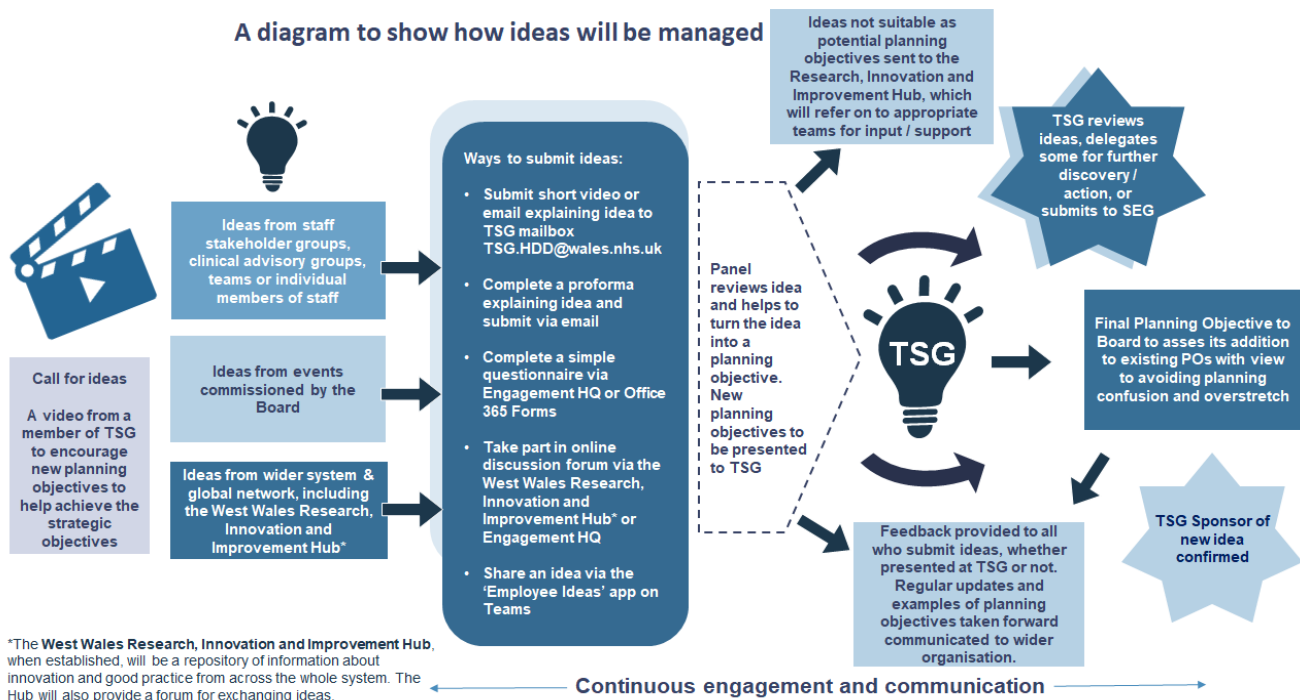 A diagram to show how ideas will be managed
Call for ideas
A video from a
member of TSG
to encourage
new planning
objectives to
help achieve the
strategic
objectives
Ideas from staff
stakeholder groups,
clinical advisory groups,
teams or individual
members of staff
Ideas from events
commissioned by the
Board
Ideas from wider system &
global network, including
the West Wales Research,
Innovation and
Improvement Hub*
Ways to submit ideas:
• Submit short video or
email explaining idea to
TSG mailbox
TSG.HDD@wales.nhs.uk
• Complete a proforma
explaining idea and
submit via email
• Complete a simple
questionnaire via
Engagement HQ or Office
365 Forms
• Take part in online
discussion forum via the
West Wales Research,
Innovation and
Improvement Hub* or
Engagement HQ
• Share an idea via the
‘Employee Ideas’ app on
Teams
Panel
reviews idea
and helps to
turn the idea
into a
planning
objective.
New
planning
objectives to
be presented
to TSG
Ideas not suitable as
potential planning
objectives sent to the
Research, Innovation and
Improvement Hub, which
will refer on to appropriate
teams for input / support
TSG
TSG reviews
ideas, delegates
some for further
discovery /
action, or
submits to SEG
Final Planning Objective to
Board to asses its addition
to existing POs with view
to avoiding planning
confusion and overstretch
Feedback provided to all
who submit ideas, whether
presented at TSG or not.
Regular updates and
examples of planning
objectives taken forward
communicated to wider
organisation.
TSG Sponsor of
new idea
confirmed
*The West Wales Research, Innovation and Improvement Hub,
when established, will be a repository of information about
innovation and good practice from across the whole system. The
Hub will also provide a forum for exchanging ideas.
Continuous engagement and communication